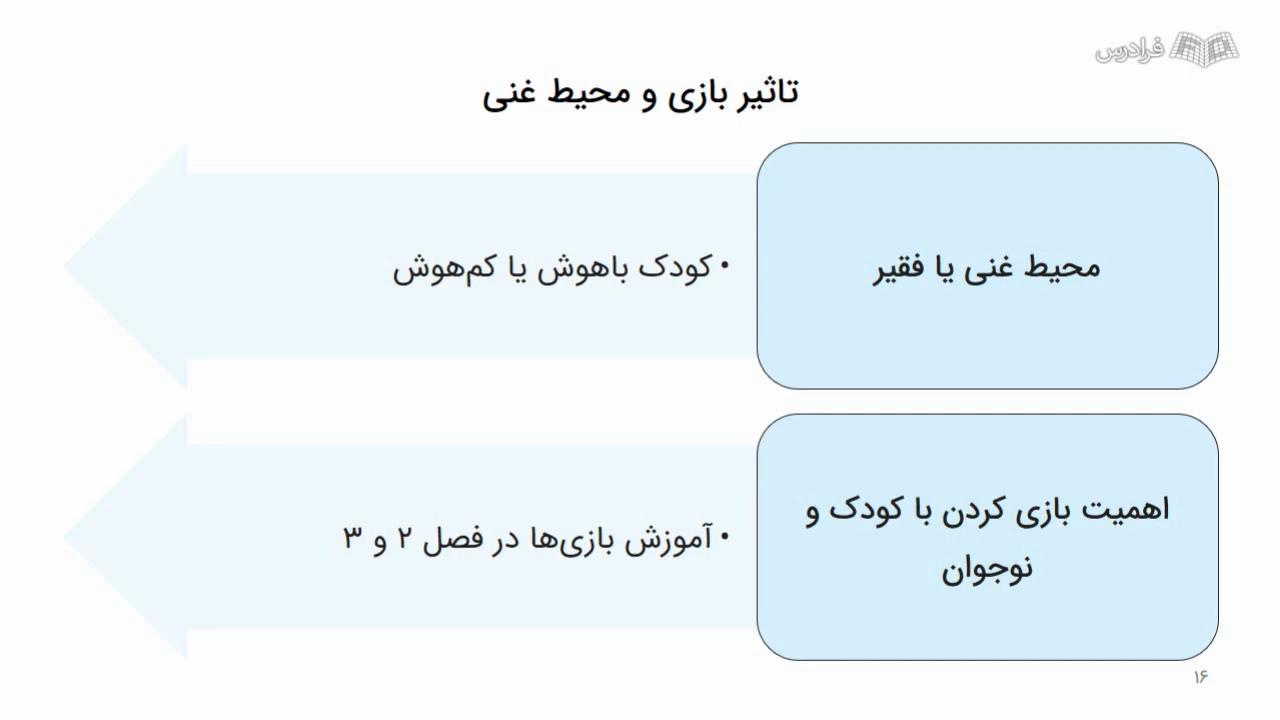 فرادرس
تاثیر بازی و محیط غنی
محیط غنی یا فقیر
• کودک باهوش یا کم‌هوش
اهمیت بازی کردن با کودک و
نوجوان
• آموزش بازی‌ها در فصل ۲ و ۳
۱۶